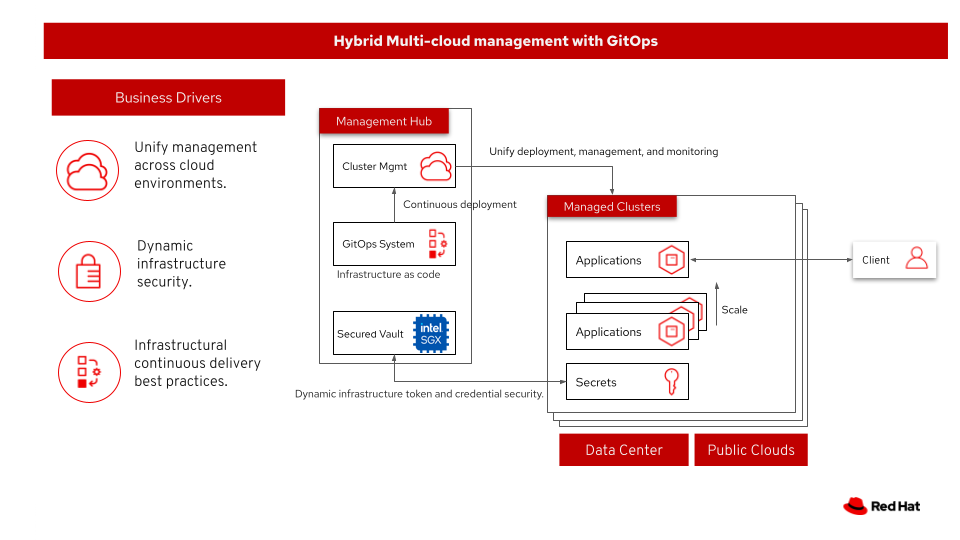 Hybrid Multi-cloud management with GitOps
Business Drivers
Unify management
across cloud
environments.
Dynamic
infrastructure
security.
Infrastructural
continuous delivery
best practices.
Management Hub
Cluster Mgmt
Unify deployment, management, and monitoring
Continuous deployment
GitOps System
Infrastructure as code
Secured Vault
intel
SGX
Dynamic infrastructure token and credential security.
Managed Clusters
Applications
Scale
Applications
Secrets
Client
Data Center
Public Clouds
Red Hat